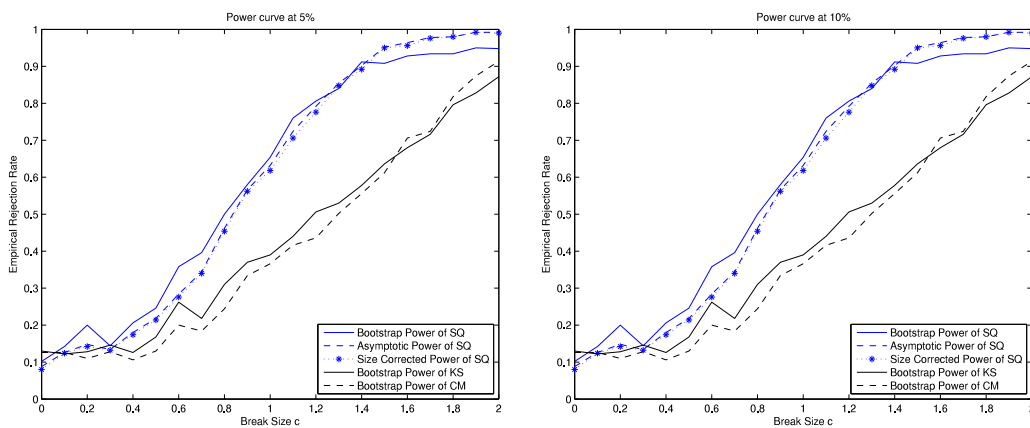 Power curve at 5%
Empirical Rejection Rate
1
0.9
0.8
0.7
0.6
0.5
0.4
0.3
0.2
0.1
0
0
0.2
0.4
0.6
0.8
1
1.2
1.4
1.6
1.8
2
Break Size c
Bootstrap Power of SQ
Asymptotic Power of SQ
Size Corrected Power of SQ
Bootstrap Power of KS
Bootstrap Power of CM
Power curve at 10%
Empirical Rejection Rate
1
0.9
0.8
0.7
0.6
0.5
0.4
0.3
0.2
0.1
0
0
0.2
0.4
0.6
0.8
1
1.2
1.4
1.6
1.8
2
Break Size c
Bootstrap Power of SQ
Asymptotic Power of SQ
Size Corrected Power of SQ
Bootstrap Power of KS
Bootstrap Power of CM